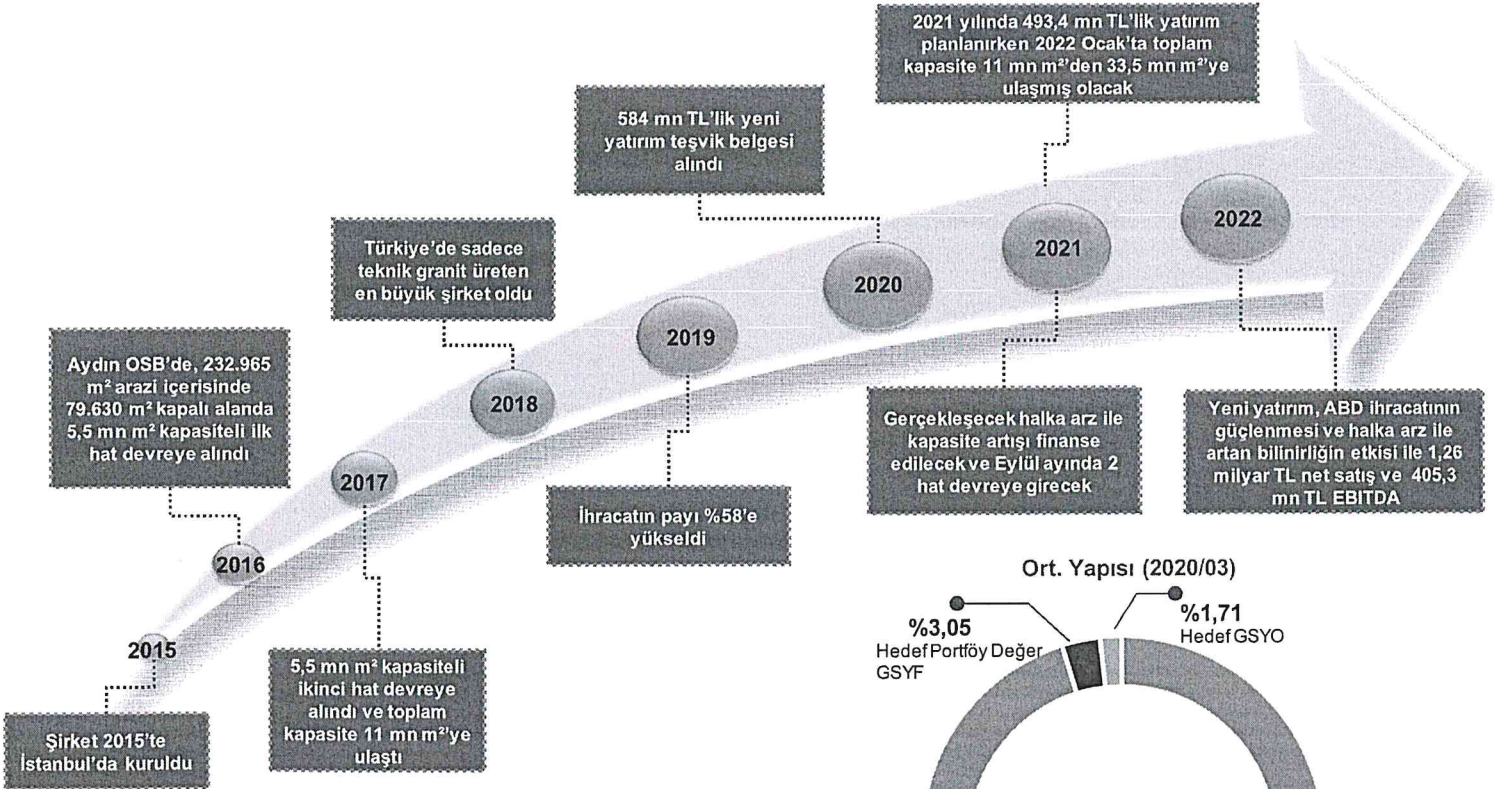 2021 yılında 493,4 mn TL'lik yatırım
planlanırken 2022 Ocak'ta toplam
kapasite 11 mn m²'den 33,5 mn m²'ye
ulaşmış olacak
584 mn TL'lik yeni
yatırım teşvik belgesi
alındı
Türkiye'de sadece
teknik granit üreten
en büyük şirket oldu
Aydın OSB'de, 232.965
m² arazi içerisinde
79.630 m² kapalı alanda
5,5 mn m² kapasiteli ilk
hat devreye alındı
2015
2016
2017
2018
2019
2020
2021
2022
Şirket 2015'te
İstanbul'da kuruldu
5,5 mn m² kapasiteli
ikinci hat devreye
alındı ve toplam
kapasite 11 mn m²'ye
ulaştı
İhracatın payı %58'e
yükseldi
Gerçekleşecek halka arz ile
kapasite artışı finanse
edilecek ve Eylül ayında 2
hat devreye girecek
Yeni yatırım, ABD ihracatının
güçlenmesi ve halka arz ile
artan bilinirliğin etkisi ile 1,26
milyar TL net satış ve 405,3
mn TL EBITDA
Ort. Yapısı (2020/03)
%3,05
Hedef Portföy Değer
GSYF
%1,71
Hedef GSYO